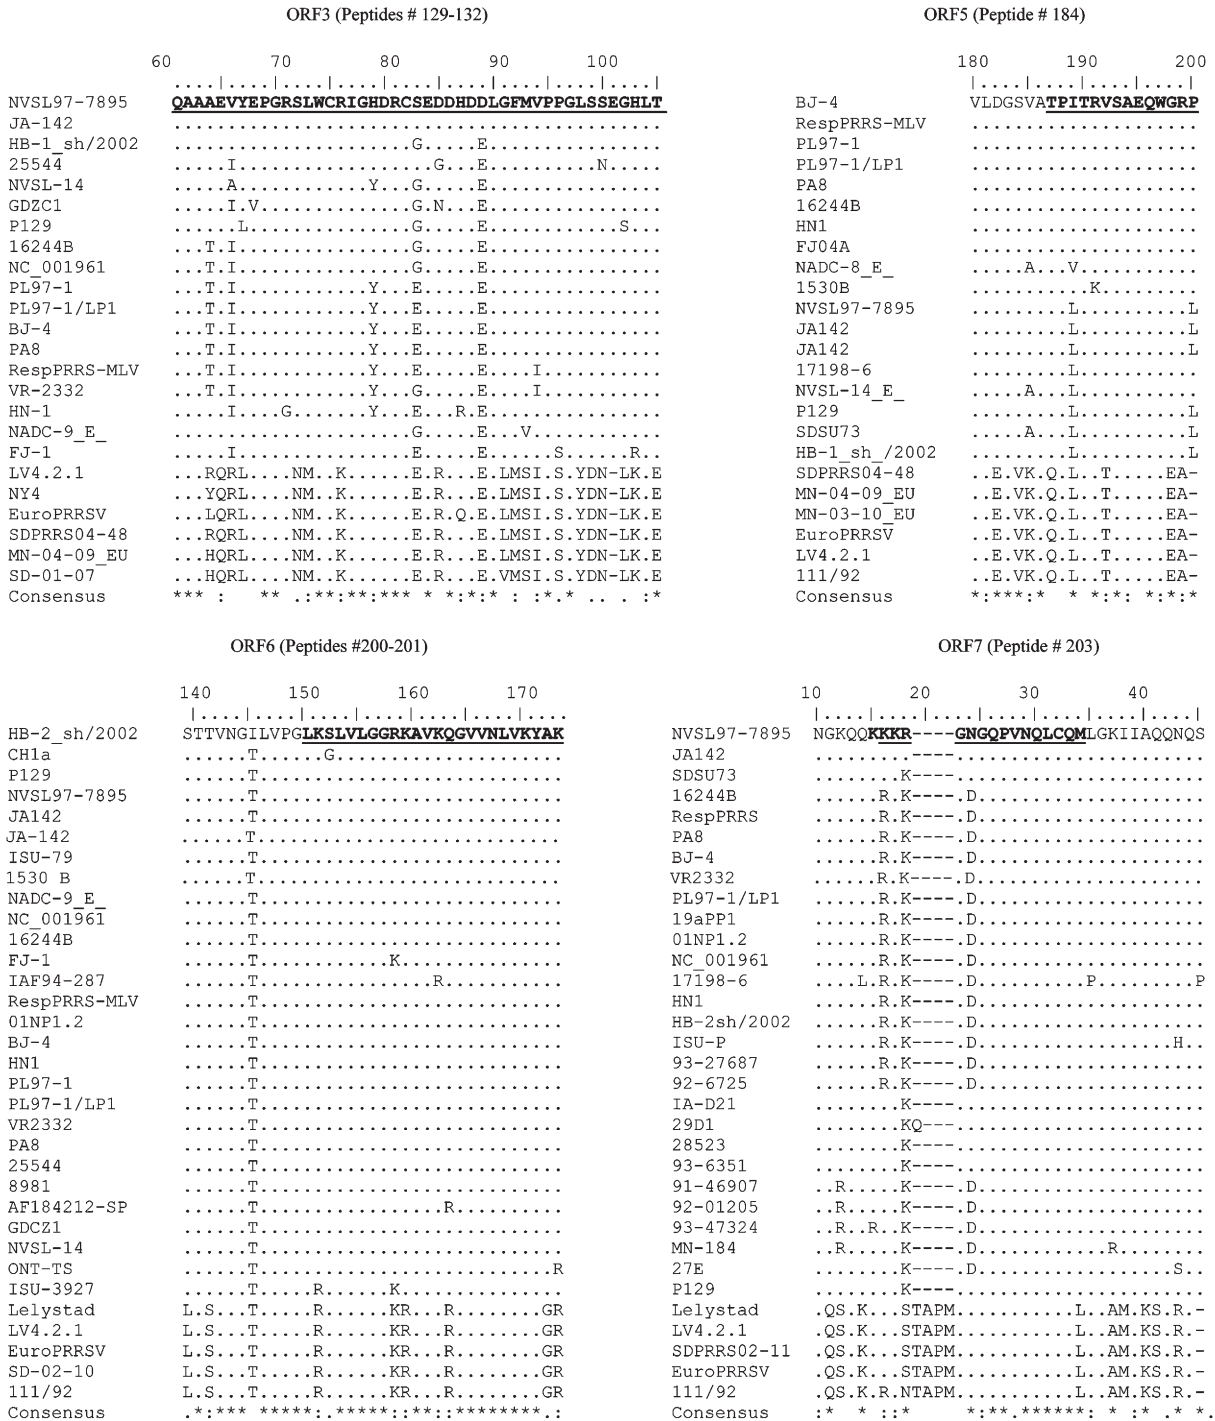 ORF3 (Peptides # 129-132)
60 70 80 90 100
NVSL97-7895 QAAAEVYEPGRSLWCRIGHDRCSEDDHDDLGFMVPPGLSSEGHLT
JA-142 .............................................
HB-1_sh/2002 ......................G.....E................
25544 .....I..................G..............N.....
NVSL-14 .....A............Y...G.....E................
GDZC1 .....I.V..............G.N...E................
P129 ......L...............G.....E............S...
16244B ...T.I................G.....E................
NC_001961 ...T.I................G.....E................
PL97-1 ...T.I............Y...E.....E................
PL97-1/LP1 ...T.I............Y...E.....E................
BJ-4 ...T.I............Y...E.....E................
PA8 ...T.I............Y...E.....E................
RespPRRS-MLV ...T.I............Y...E.....E....I...........
VR-2332 ...T.I............Y...G.....E....I...........
HN-1 .....I....G.......Y...E...R.E................
NADC-9_E_ ......................G.....E...V............
FJ-1 .....I................E.....E......S......R..
LV4.2.1 ...RQRL....NM..K......E.R...E.LMSI.S.YDN-LK.E
NY4 ...YQRL....NM..K......E.R...E.LMSI.S.YDN-LK.E
EuroPRRSV ...LQRL....NM..K......E.R.Q.E.LMSI.S.YDN-LK.E
SDPRRS04-48 ...RQRL....NM..K......E.R...E.LMSI.S.YDN-LK.E
MN-04-09_EU ...HQRL....NM..K......E.R...E.LMSI.S.YDN-LK.E
SD-01-07 ...HQRL....NM..K......E.R...E.VMSI.S.YDN-LK.E
Consensus *** :   ** .:**:****** * *:** * * .*  . . :*
ORF5 (Peptide # 184)
180 190 200
BJ-4 VLDGSVATPITRVSAEQWGRP
RespPRRS-MLV .....................
PL97-1 .....................
PL97-1/LP1 .....................
PA8 .....................
16244B .....................
HN1 .....................
FJ04A .....................
NADC-8_E_ .....A...V...........
1530B ...........K.........
NVSL97-7895 .........L..........L
JA142 .........L..........L
JA142 .........L..........L
17198-6 .........L...........
NVSL-14_E_ .....A...L...........
P129 .........L..........L
SDSU73 .....A...L..........L
HB-1_sh_/2002 .........L..........L
SDPRRS04-48 ..E.VK.Q.L..T.....EA-
MN-04-09_EU ..E.VK.Q.L..T.....EA-
MN-03-10_EU ..E.VK.Q.L..T.....EA-
EuroPRRSV ..E.VK.Q.L..T.....EA-
LV4.2.1 ..E.VK.Q.L..T.....EA-
111/92 ..E.VK.Q.L..T.....EA-
Consensus *:***:*  * *:* * *:* *
ORF6 (Peptides #200-201)
140 150 160 170
HB-2_sh/2002 STTVNGILVPGLKSLVLGGRKAVKQGVVNLVKYAK
CH1a ......T......G.....................
P129 ......T............................
NVSL97-7895 ......T............................
JA142 ......T............................
JA-142 ......T............................
ISU-79 ......T............................
1530 B ......T............................
NADC-9_E_ ......T............................
NC_001961 ......T............................
16244B ......T............................
FJ-1 ......T............K...............
IAF94-287 ......T................R...........
RespPRRS-MLV ......T............................
01NP1.2 ......T............................
BJ-4 ......T............................
HN1 ......T............................
PL97-1 ......T............................
PL97-1/LP1 ......T............................
VR2332 ......T............................
PA8 ......T............................
25544 ......T............................
8981 ......T............................
AF184212-SP ......T.................R..........
GDCZ1 ......T............................
NVSL-14 ......T............................
ONT-TS ......T...........................R
ISU-3927 ......T.....R......K...............
Lelystad L.S...T.....R......KR...R........GR
LV4.2.1 L.S...T.....R......KR...R........GR
EuroPRRSV L.S...T.....R......KR...R........GR
SD-02-10 L.S...T.....R......KR...R........GR
111/92 L.S...T.....R......KR...R........GR
Consensus .*:*** *****:.*****.:**::********.:
ORF7 (Peptide # 203)
10 20 30 40
NVSL97-7895 NGKQQKKKR----GNGQPVNQLCQMLGKIIAQQNQS
JA142 .........----.......................
SDSU73 ........K----.......................
16244B ......R.K----.D.....................
RespPRRS ......R.K----.D.....................
PA8 ......R.K----.D.....................
BJ-4 ......R.K----.D.....................
VR2332 ......R.K----.D.....................
PL97-1/LP1 ......R.K----.D.....................
19aPP1 ......R.K----.D.....................
01NP1.2 ......R.K----.D.....................
NC_001961 ......R.K----.D.....................
17198-6 ....L.R.K----.D..........P.........P
HN1 ......R.K----.D.....................
HB-2sh/2002 ......R.K----.D.....................
ISU-P ......R.K----.D..................H..
93-27687 ......R.K----.D.....................
92-6725 ......R.K----.D.....................
IA-D21 ........K----.......................
29D1 ........KQ---.......................
28523 ........K----.......................
93-6351 ........K----.......................
91-46907 ..R.....K----.D.....................
92-01205 ..R.....K----.D.....................
93-47324 ..R..R..K----.D.....................
MN-184 ..R.....K----.D............R........
27E ........K----.D..................S..
P129 ........K----.......................
Lelystad .QS.K...STAPM...........L..AM.KS.R.-
LV4.2.1 .QS.K...STAPM...........L..AM.KS.R.-
SDPRRS02-11 .QS.K...STAPM...........L..AM.KS.R.-
EuroPRRSV .QS.K...STAPM...........L..AM.KS.R.-
111/92 .QS.K.R.NTAPM...........L..AM.KS.R.-
Consensus :*  * ::*    *:*********.:* : *: * *.